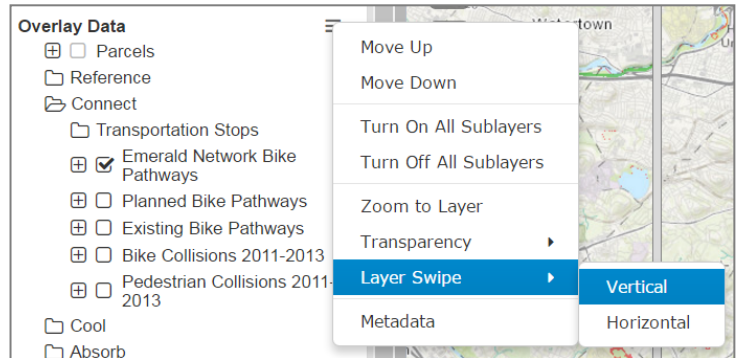 Overlay Data
Parcels
Reference
Connect
Transportation Stops
Emerald Network Bike
Pathways
Planned Bike Pathways
Existing Bike Pathways
Bike Collisions 2011-2013
Pedestrian Collisions 2011-
2013
Cool
Absorb
Move Up
Move Down
Turn On All Sublayers
Turn Off All Sublayers
Zoom to Layer
Transparency
Layer Swipe
Metadata
Vertical
Horizontal